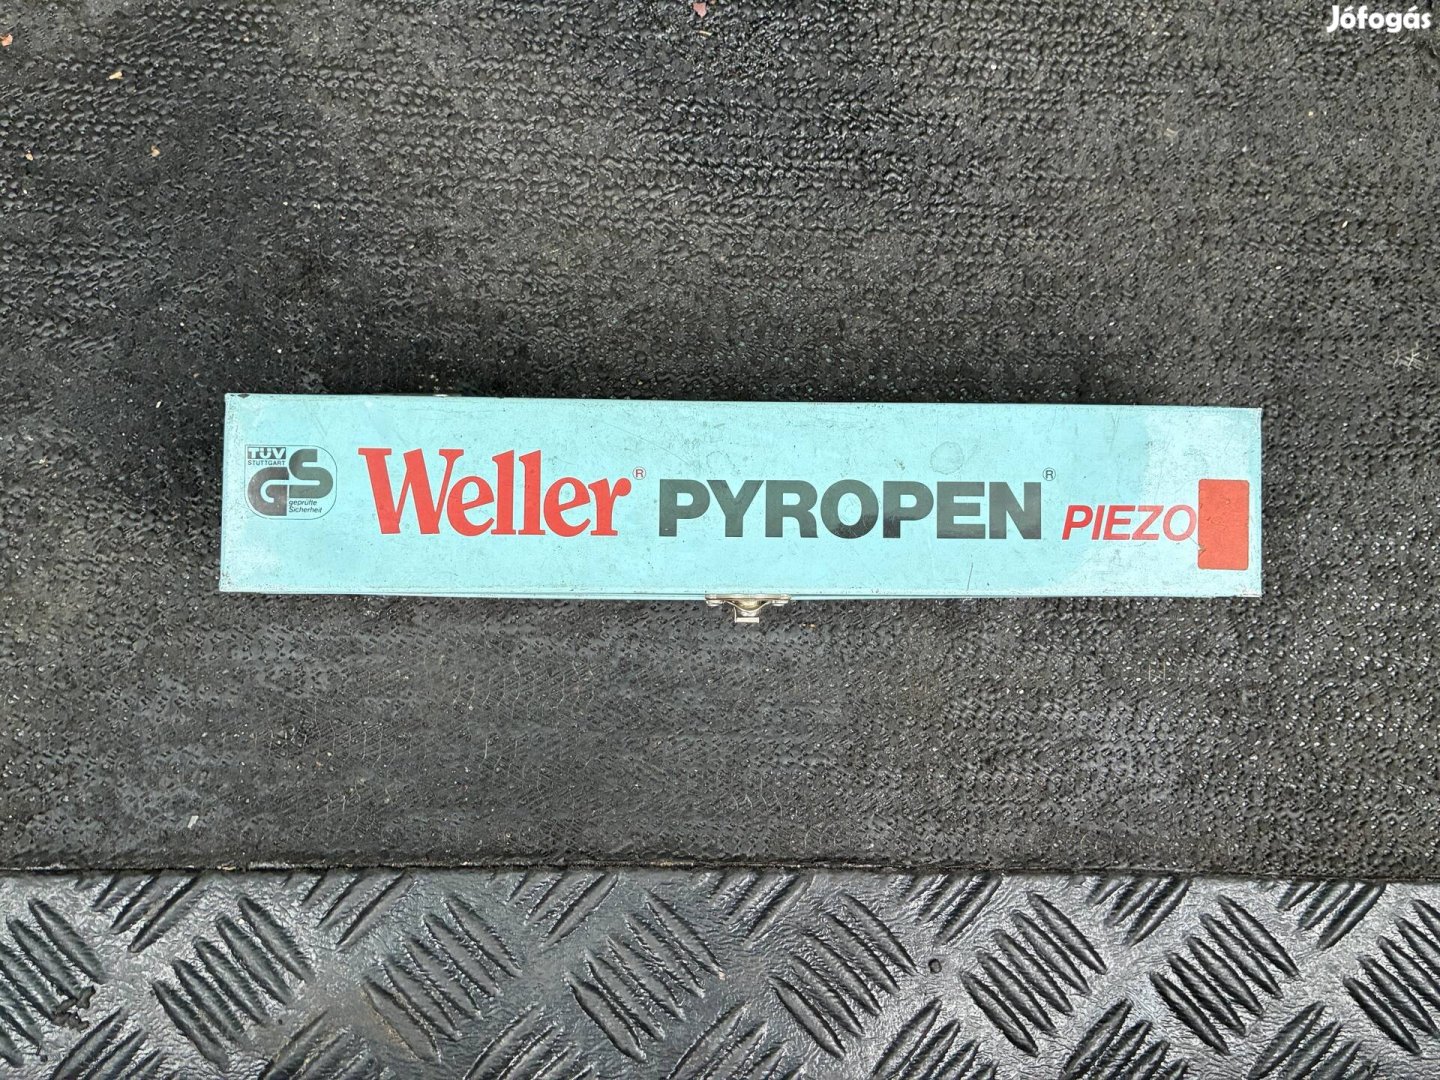 Jófogás
TÜV
STUTTGART
GS
geprüfte
Sicherheit
Weller® PYROPEN® PIEZO